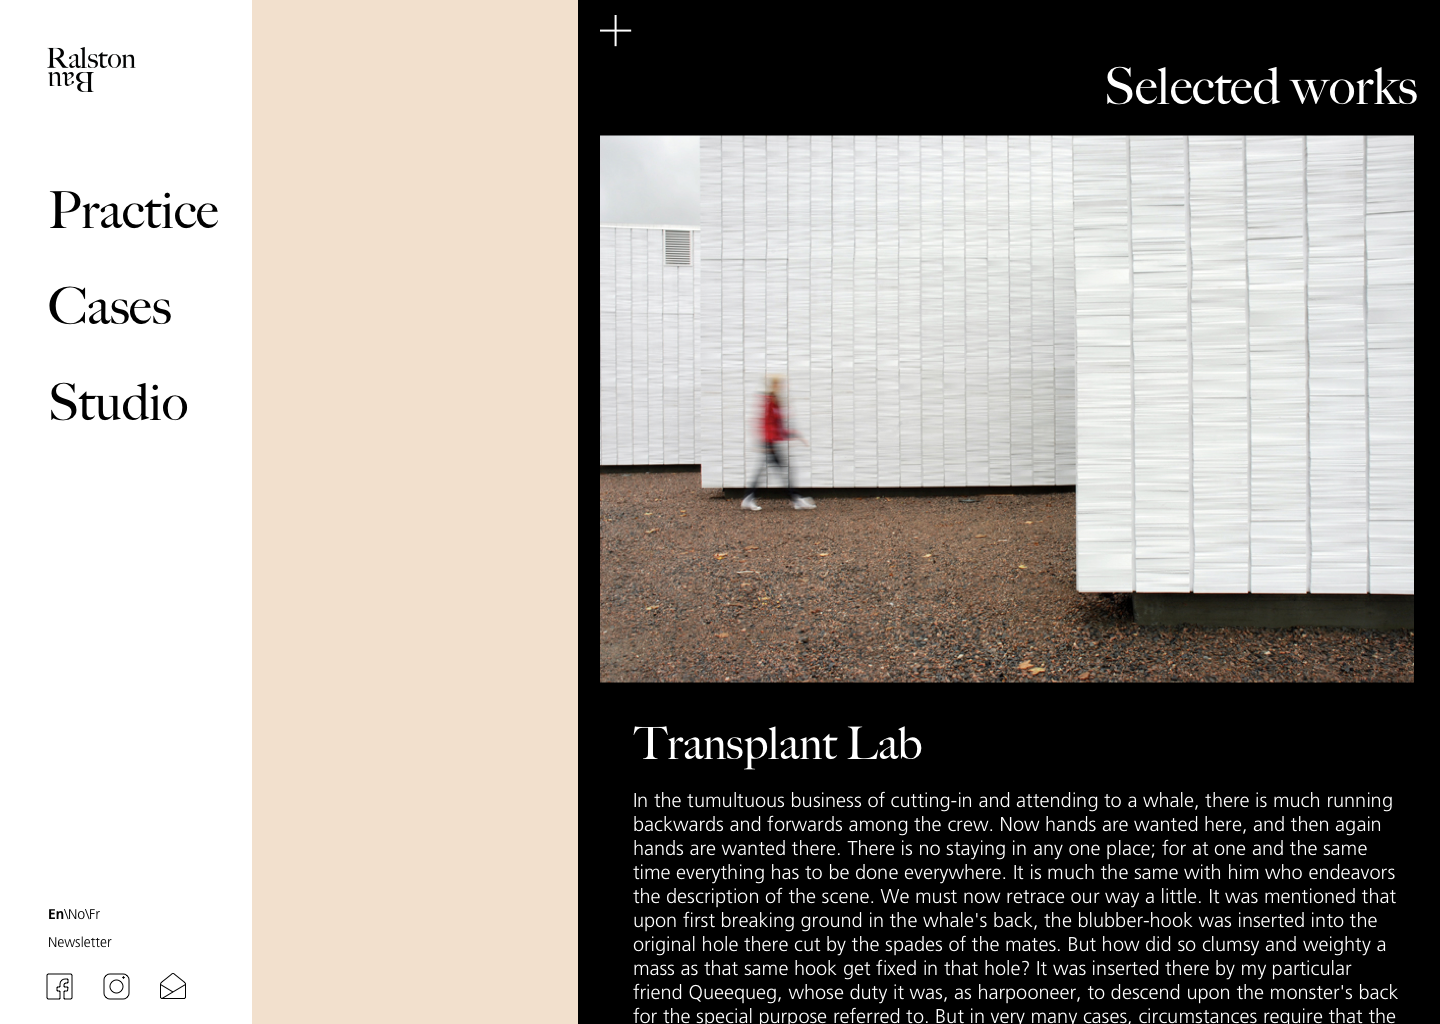 Ralston
Bau
Practice
Cases
Studio
En\No\Fr
Newsletter
Selected works
Transplant Lab
In the tumultuous business of cutting-in and attending to a whale, there is much running
backwards and forwards among the crew. Now hands are wanted here, and then again
hands are wanted there. There is no staying in any one place; for at one and the same
time everything has to be done everywhere. It is much the same with him who endeavors
the description of the scene. We must now retrace our way a little. It was mentioned that
upon first breaking ground in the whale's back, the blubber-hook was inserted into the
original hole there cut by the spades of the mates. But how did so clumsy and weighty a
mass as that same hook get fixed in that hole? It was inserted there by my particular
friend Queequeg, whose duty it was, as harpooneer, to descend upon the monster's back
for the special purpose referred to. But in very many cases, circumstances require that the